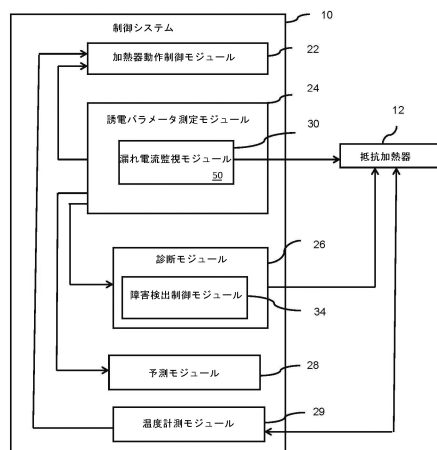 制御システム
10
加熱器動作制御モジュール
22
24
誘電パラメータ測定モジュール
30
漏れ電流監視モジュール
50
12
抵抗加熱器
診断モジュール
26
障害検出制御モジュール
34
予測モジュール
28
温度計測モジュール
29